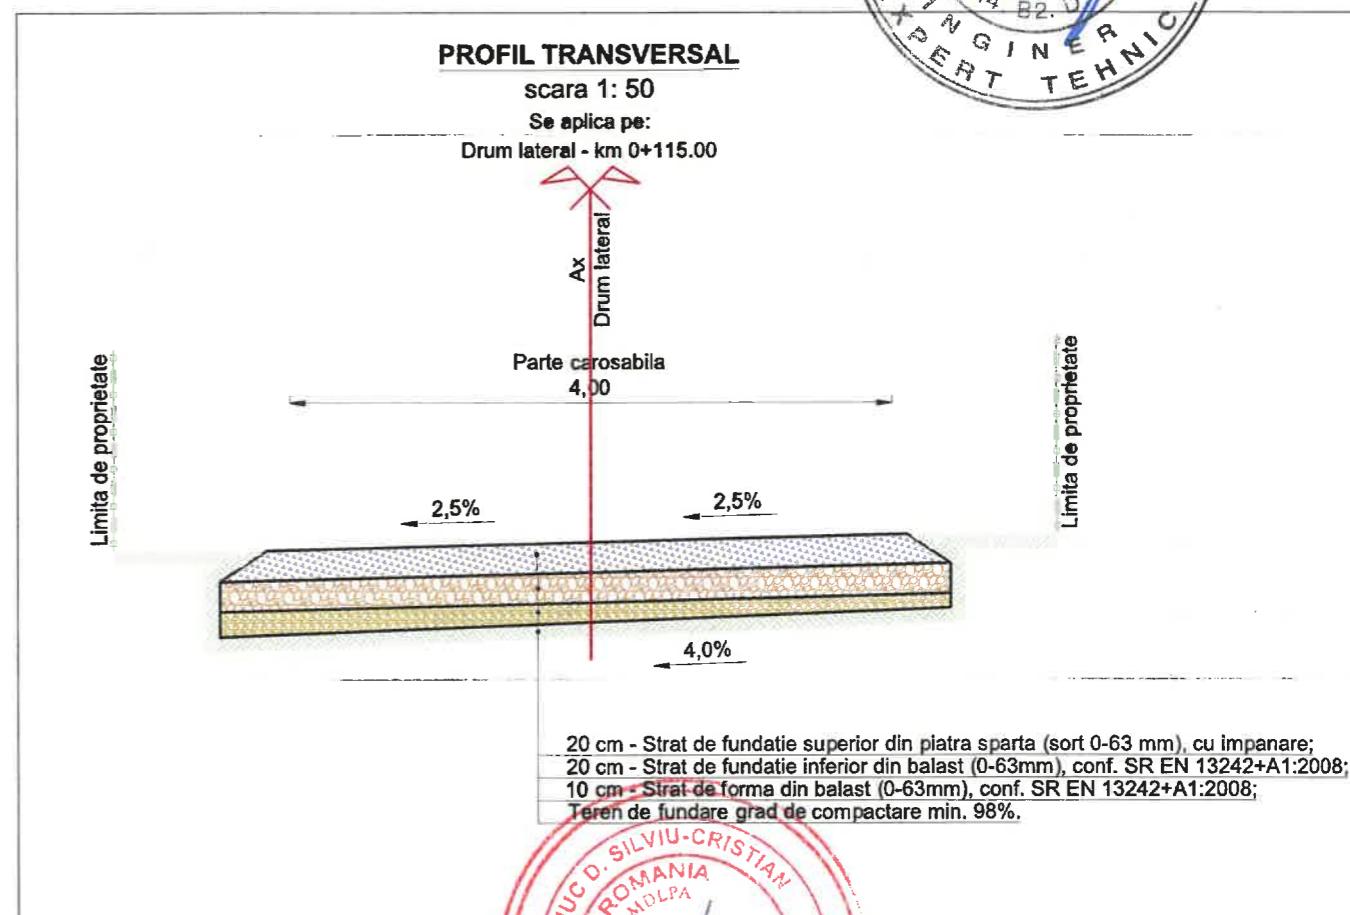 14. B2. D
INGINER
EXPERT TEHNIC
PROFIL TRANSVERSAL
scara 1: 50
Se aplica pe:
Drum lateral - km 0+115.00
Ax
Drum lateral
Parte carosabila
4,00
Limita de proprietate
Limita de proprietate
2,5%
2,5%
4,0%
20 cm - Strat de fundatie superior din piatra sparta (sort 0-63 mm), cu impanare;
20 cm - Strat de fundatie inferior din balast (0-63mm), conf. SR EN 13242+A1:2008;
10 cm - Strat de forma din balast (0-63mm), conf. SR EN 13242+A1:2008;
Teren de fundare grad de compactare min. 98%.
D. SILVIU-CRISTIAN
ROMANIA
MDLPA